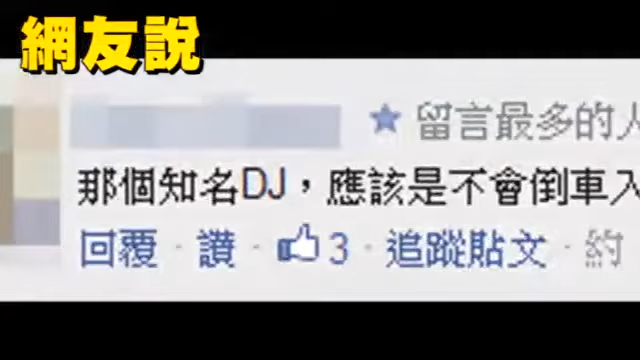 網友說
留言最多的人
那個知名DJ,應該是不會倒車入
回覆 · 讚 · 3 · 追蹤貼文 · 約